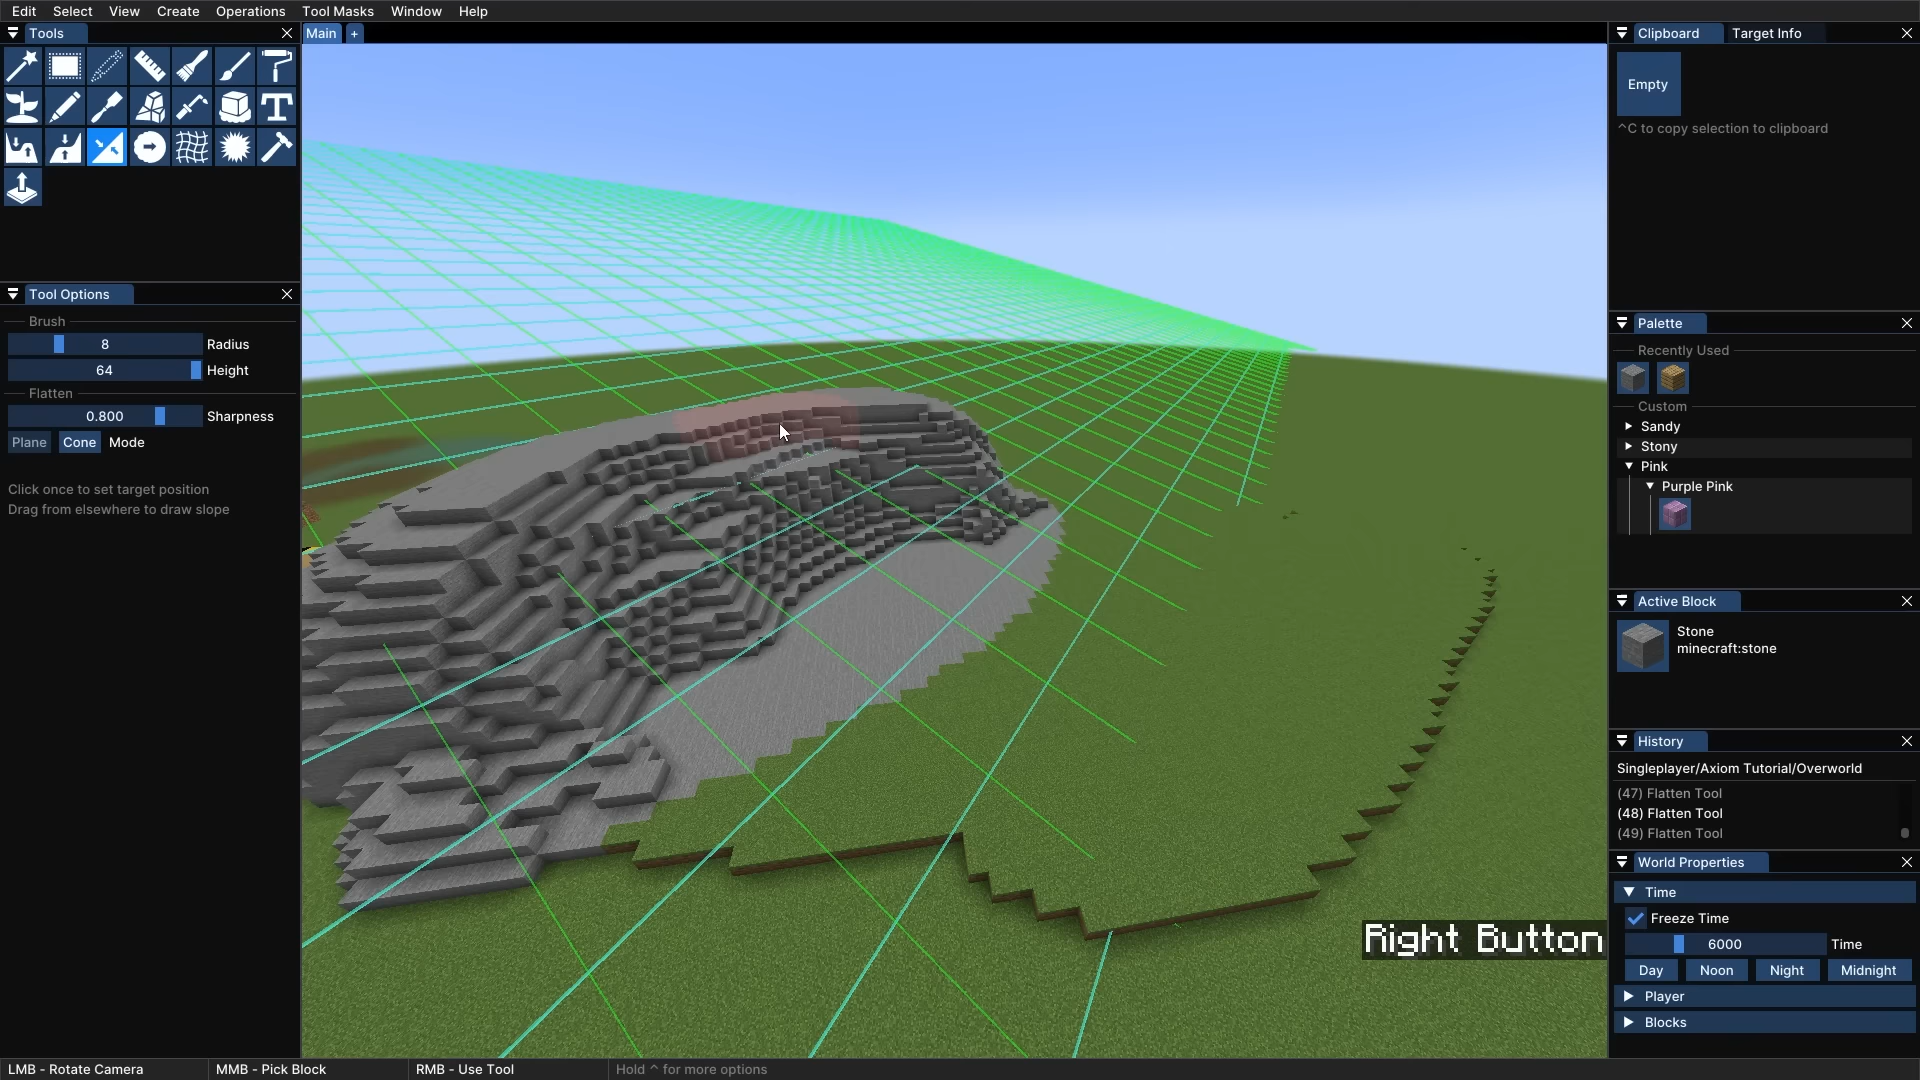 Edit Select View Create Operations Tool Masks Window Help
Tools
Main +
Tool Options
Brush
8 Radius
64 Height
Flatten
0.800 Sharpness
Plane Cone Mode
Click once to set target position
Drag from elsewhere to draw slope
Right Button
Clipboard Target Info
Empty
^C to copy selection to clipboard
Palette
Recently Used
Custom
Sandy
Stony
Pink
Purple Pink
Active Block
Stone
minecraft:stone
History
Singleplayer/Axiom Tutorial/Overworld
(47) Flatten Tool
(48) Flatten Tool
(49) Flatten Tool
World Properties
Time
Freeze Time
6000 Time
Day Noon Night Midnight
Player
Blocks
LMB - Rotate Camera MMB - Pick Block RMB - Use Tool Hold ^ for more options